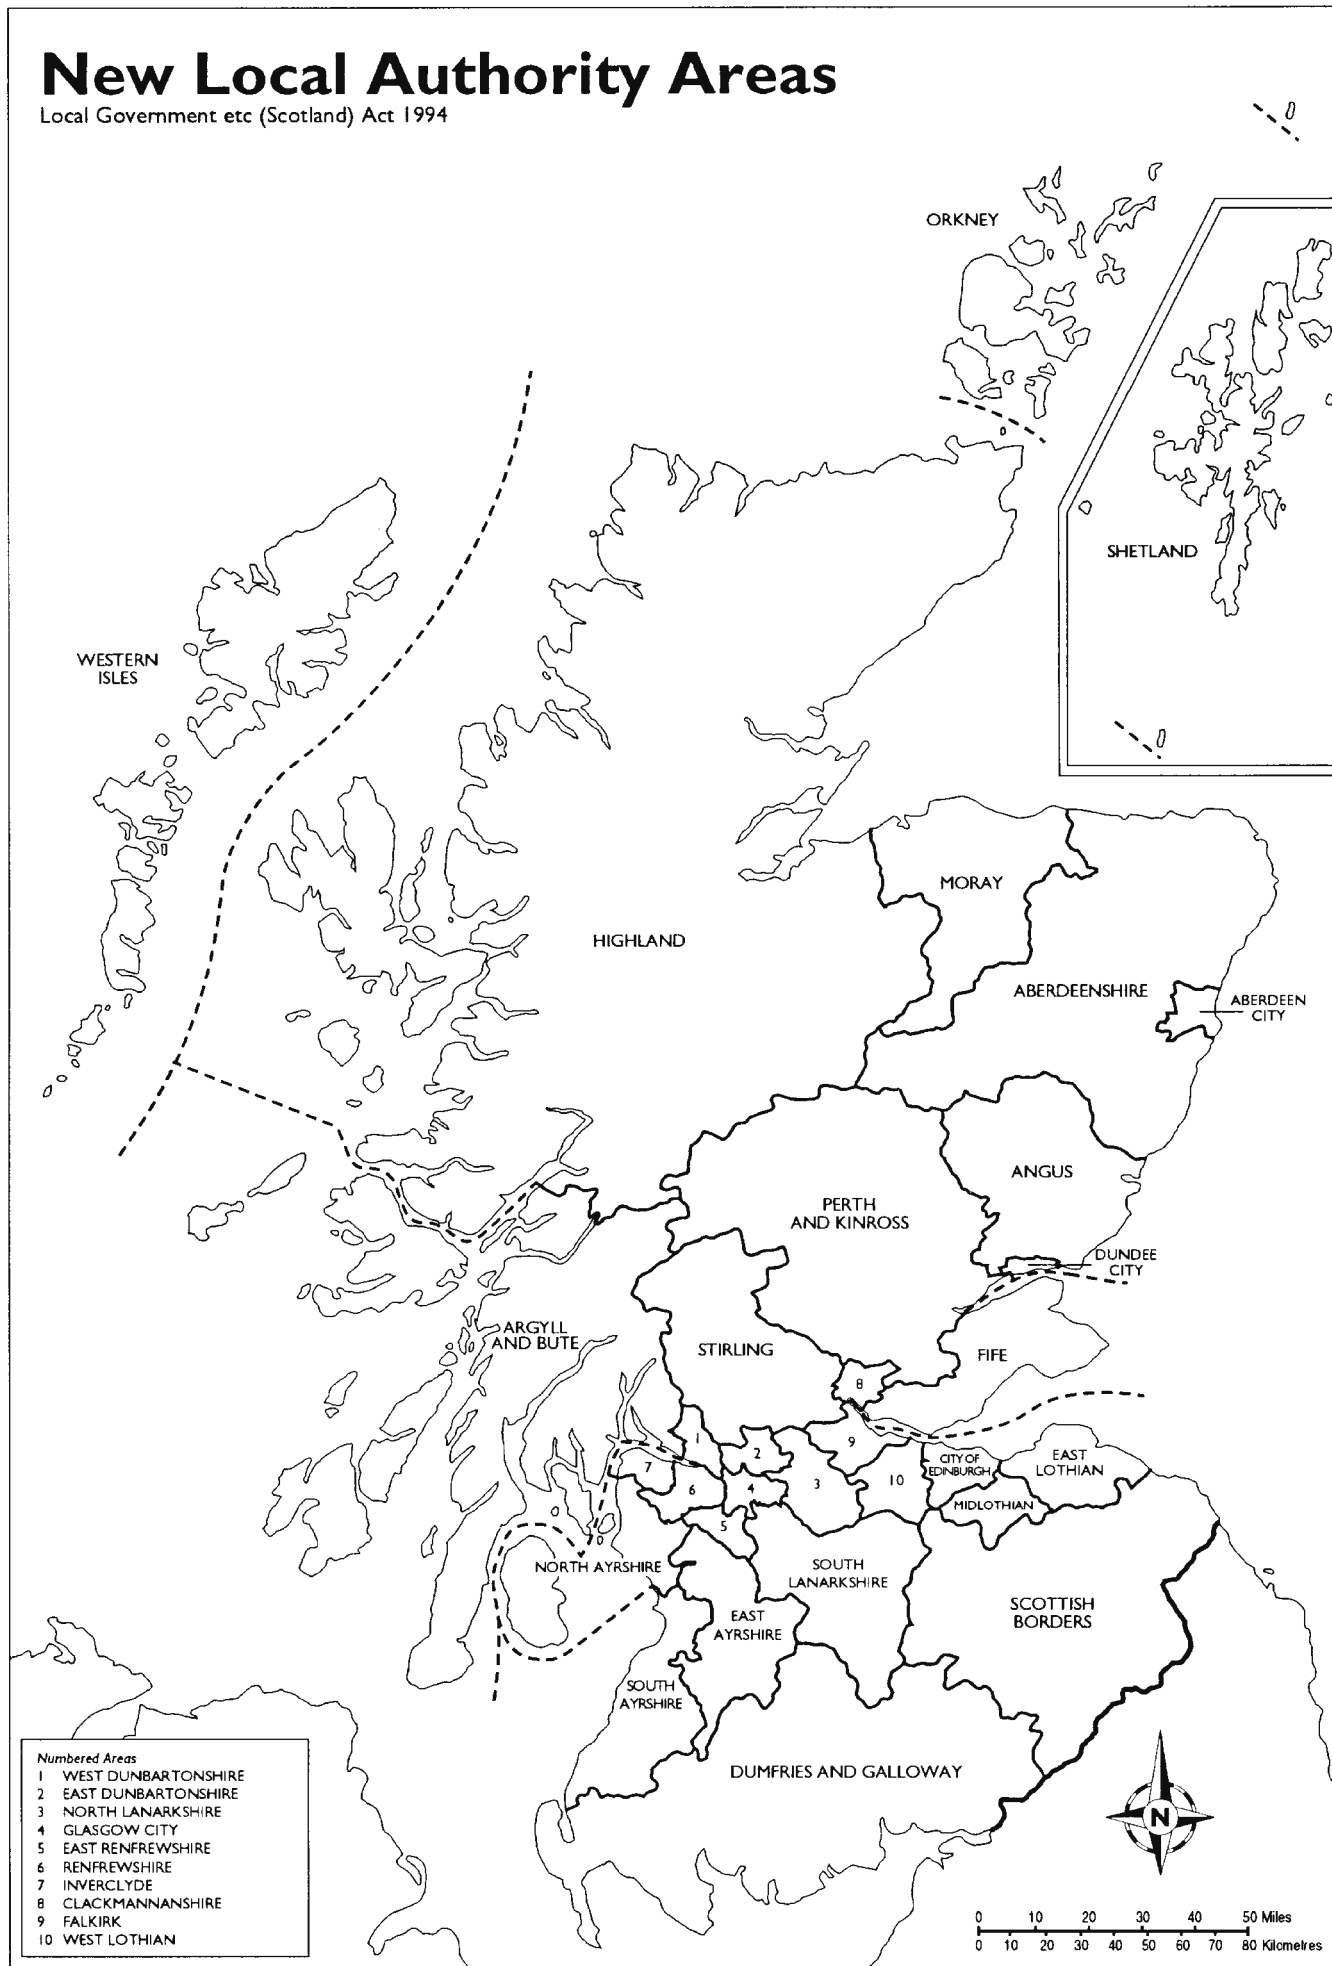 New Local Authority Areas
Local Government etc (Scotland) Act 1994
ORKNEY
SHETLAND
WESTERN
ISLES
MORAY
HIGHLAND
ABERDEENSHIRE
ABERDEEN
CITY
ANGUS
PERTH
AND KINROSS
DUNDEE
CITY
ARGYLL
AND BUTE
STIRLING
FIFE
8
1
2
9
CITY OF
EDINBURGH
EAST
LOTHIAN
7
6
4
3
10
MIDLOTHIAN
5
NORTH AYRSHIRE
SOUTH
LANARKSHIRE
SCOTTISH
BORDERS
EAST
AYRSHIRE
SOUTH
AYRSHIRE
DUMFRIES AND GALLOWAY
Numbered Areas
1 WEST DUNBARTONSHIRE
2 EAST DUNBARTONSHIRE
3 NORTH LANARKSHIRE
4 GLASGOW CITY
5 EAST RENFREWSHIRE
6 RENFREWSHIRE
7 INVERCLYDE
8 CLACKMANNANSHIRE
9 FALKIRK
10 WEST LOTHIAN
N
0 10 20 30 40 50 Miles
0 10 20 30 40 50 60 70 80 Kilometres